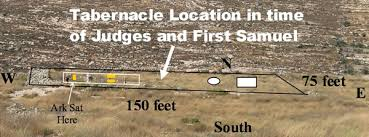 Tabernacle Location in time
of Judges and First Samuel
N
W
75 feet
E
Ark Sat
Here
150 feet
South